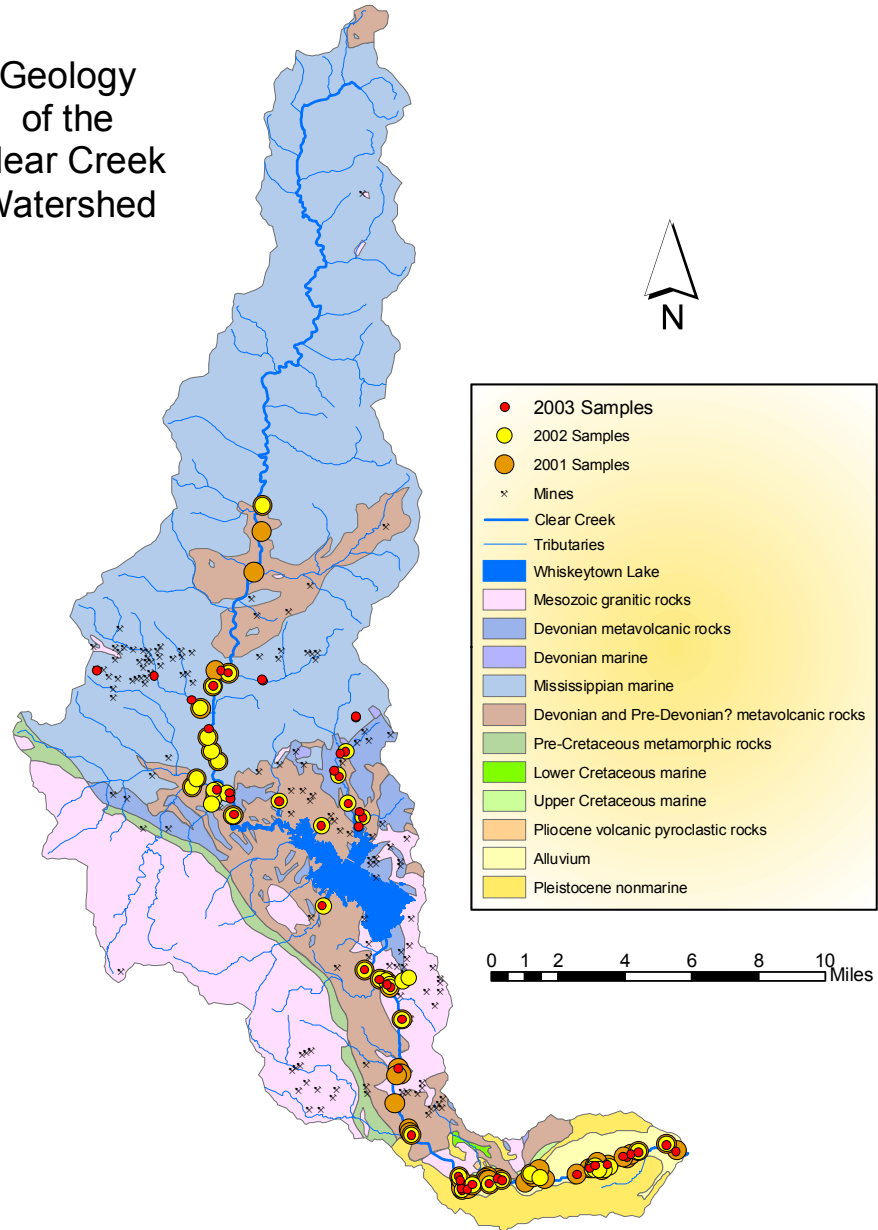 Geology
of the
lear Creek
Watershed
N
2003 Samples
2002 Samples
2001 Samples
Mines
Clear Creek
Tributaries
Whiskeytown Lake
Mesozoic granitic rocks
Devonian metavolcanic rocks
Devonian marine
Mississippian marine
Devonian and Pre-Devonian? metavolcanic rocks
Pre-Cretaceous metamorphic rocks
Lower Cretaceous marine
Upper Cretaceous marine
Pliocene volcanic pyroclastic rocks
Alluvium
Pleistocene nonmarine
0 1 2 4 6 8 10
Miles